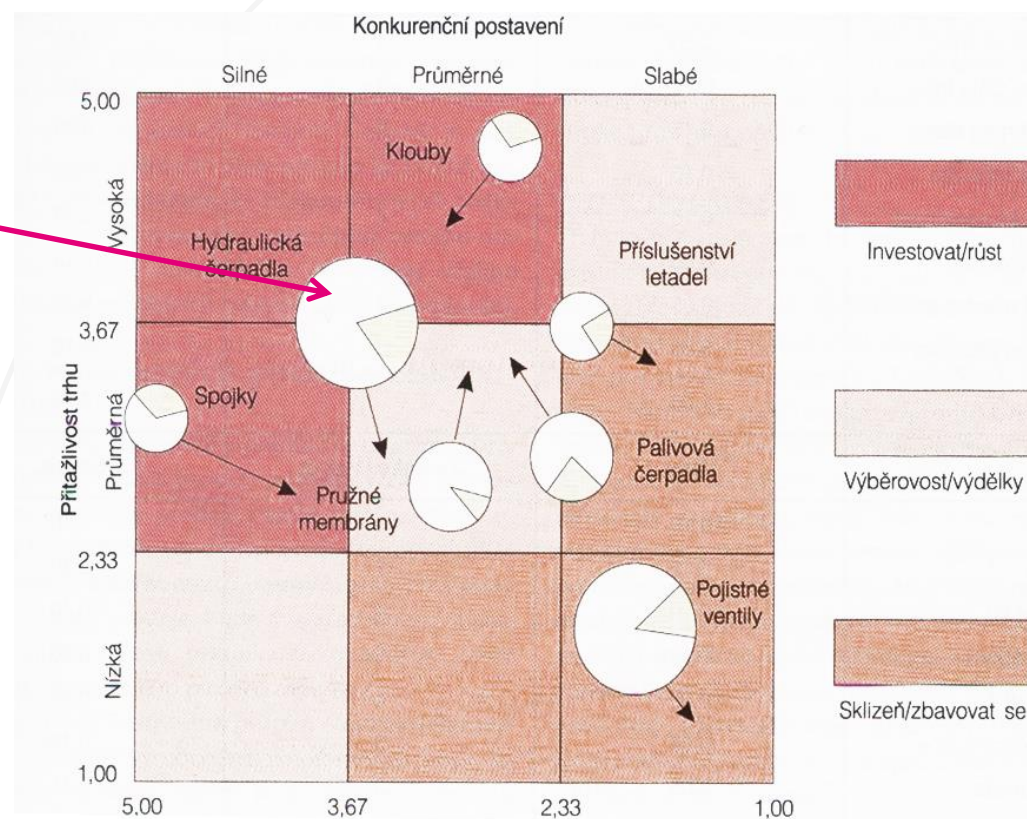 Konkurenční postavení
Silné Průměrné Slabé
5,00
Vysoká
Klouby
Hydraulická
čerpadla
Příslušenství
letadel
Investovat/růst
3,67
Přitažlivost trhu
Průměrná
Spojky
Pružné
membrány
Palivová
čerpadla
Výběrovost/výdělky
2,33
Nízká
Pojistné
ventily
Sklizeň/zbavovat se
1,00
5,00 3,67 2,33 1,00